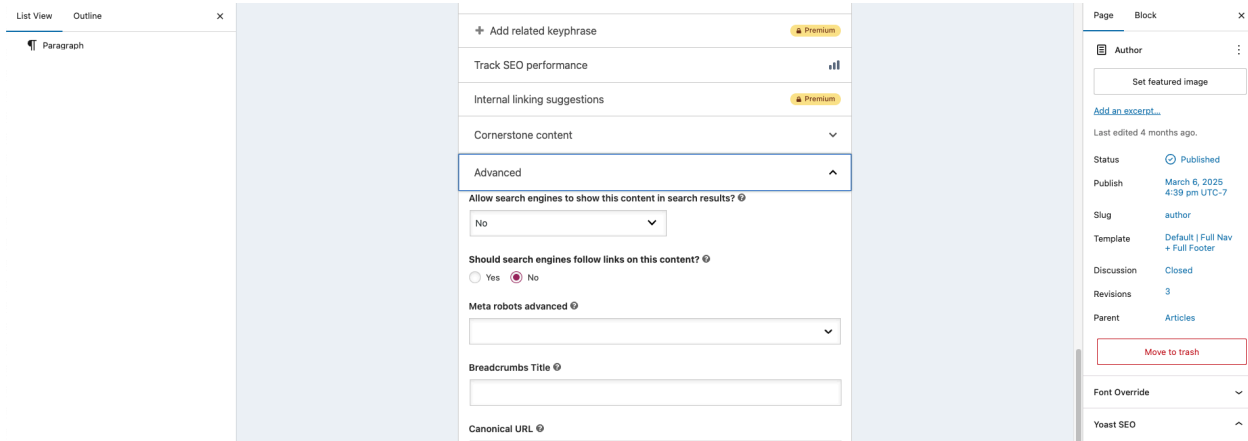 List View
Outline
Paragraph
Add related keyphrase
Premium
Track SEO performance
Internal linking suggestions
Premium
Cornerstone content
Advanced
Allow search engines to show this content in search results?
No
Should search engines follow links on this content?
Yes
No
Meta robots advanced
Breadcrumbs Title
Canonical URL
Page
Block
Author
Set featured image
Add an excerpt...
Last edited 4 months ago.
Status
Published
Publish
March 6, 2025
4:39 pm UTC-7
Slug
author
Template
Default | Full Nav
+ Full Footer
Discussion
Closed
Revisions
3
Parent
Articles
Move to trash
Font Override
Yoast SEO